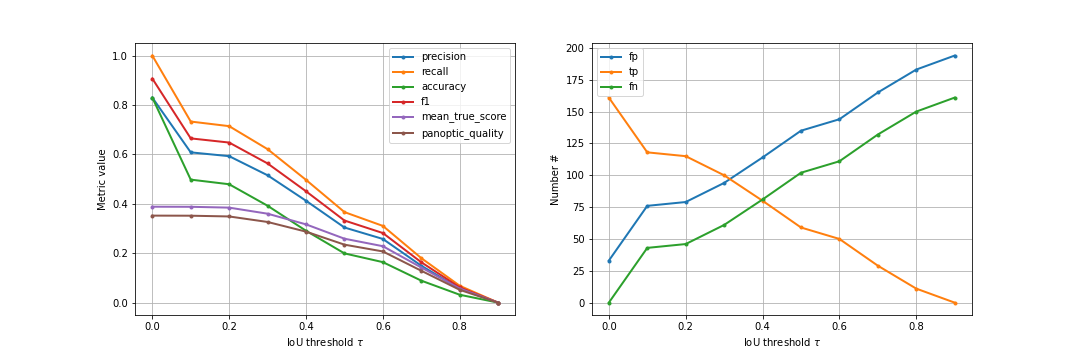 1.0
0.8
0.6
0.4
0.2
0.0
Metric value
0.0 0.2 0.4 0.6 0.8
IoU threshold τ
precision
recall
accuracy
f1
mean_true_score
panoptic_quality
200
175
150
125
100
75
50
25
0
Number #
0.0 0.2 0.4 0.6 0.8
IoU threshold τ
fp
tp
fn